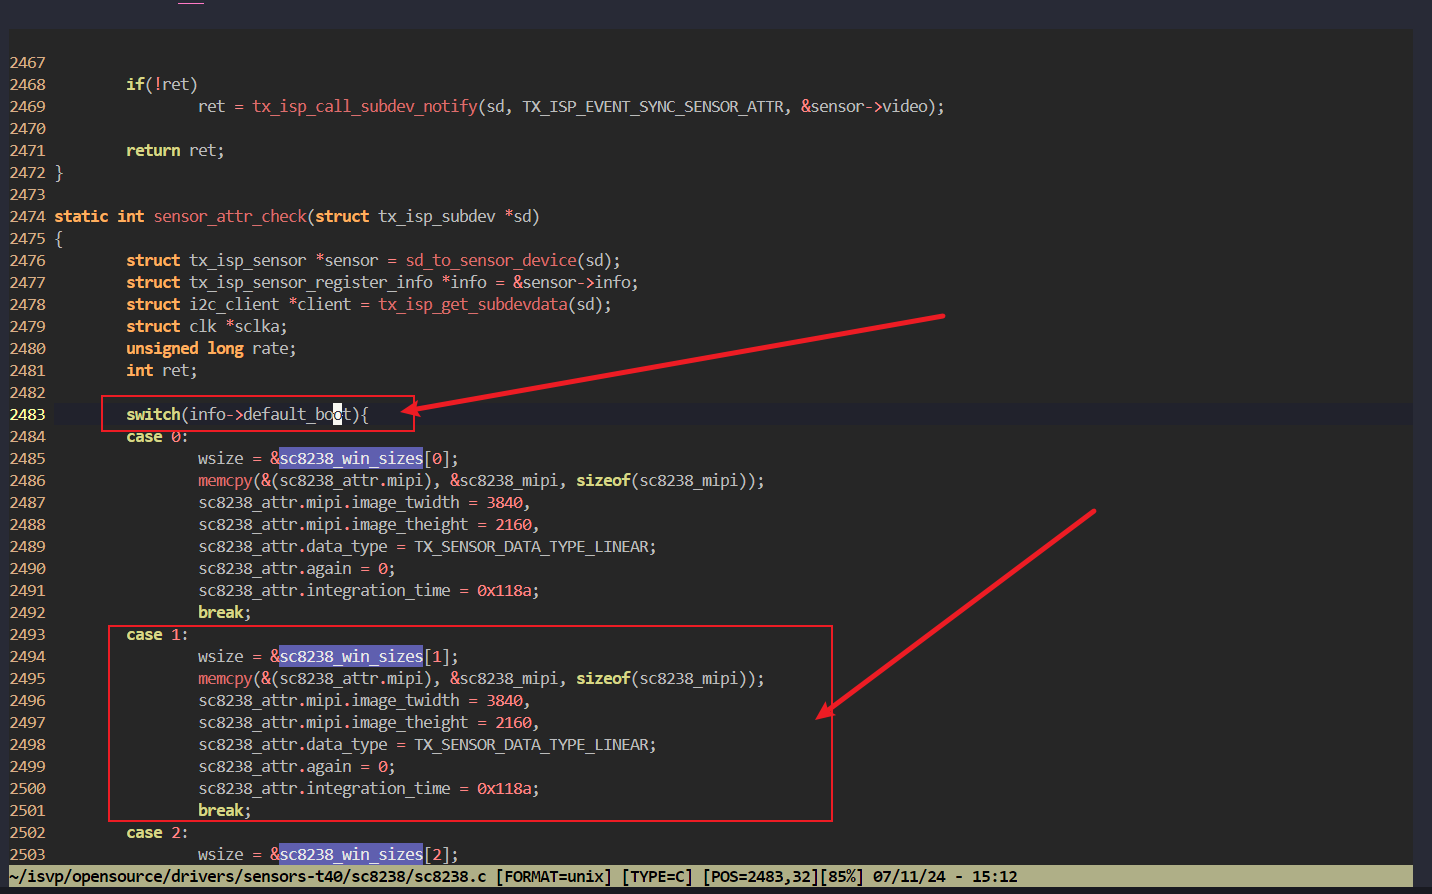 2467
2468         if(!ret)
2469                 ret = tx_isp_call_subdev_notify(sd, TX_ISP_EVENT_SYNC_SENSOR_ATTR, &sensor->video);
2470
2471         return ret;
2472 }
2473
2474 static int sensor_attr_check(struct tx_isp_subdev *sd)
2475 {
2476         struct tx_isp_sensor *sensor = sd_to_sensor_device(sd);
2477         struct tx_isp_sensor_register_info *info = &sensor->info;
2478         struct i2c_client *client = tx_isp_get_subdevdata(sd);
2479         struct clk *sclka;
2480         unsigned long rate;
2481         int ret;
2482
2483         switch(info->default_boot){
2484         case 0:
2485                 wsize = &sc8238_win_sizes[0];
2486                 memcpy(&(sc8238_attr.mipi), &sc8238_mipi, sizeof(sc8238_mipi));
2487                 sc8238_attr.mipi.image_twidth = 3840,
2488                 sc8238_attr.mipi.image_theight = 2160,
2489                 sc8238_attr.data_type = TX_SENSOR_DATA_TYPE_LINEAR;
2490                 sc8238_attr.again = 0;
2491                 sc8238_attr.integration_time = 0x118a;
2492                 break;
2493         case 1:
2494                 wsize = &sc8238_win_sizes[1];
2495                 memcpy(&(sc8238_attr.mipi), &sc8238_mipi, sizeof(sc8238_mipi));
2496                 sc8238_attr.mipi.image_twidth = 3840,
2497                 sc8238_attr.mipi.image_theight = 2160,
2498                 sc8238_attr.data_type = TX_SENSOR_DATA_TYPE_LINEAR;
2499                 sc8238_attr.again = 0;
2500                 sc8238_attr.integration_time = 0x118a;
2501                 break;
2502         case 2:
2503                 wsize = &sc8238_win_sizes[2];
~/isvp/opensource/drivers/sensors-t40/sc8238/sc8238.c [FORMAT=unix] [TYPE=C] [POS=2483,32][85%] 07/11/24 - 15:12